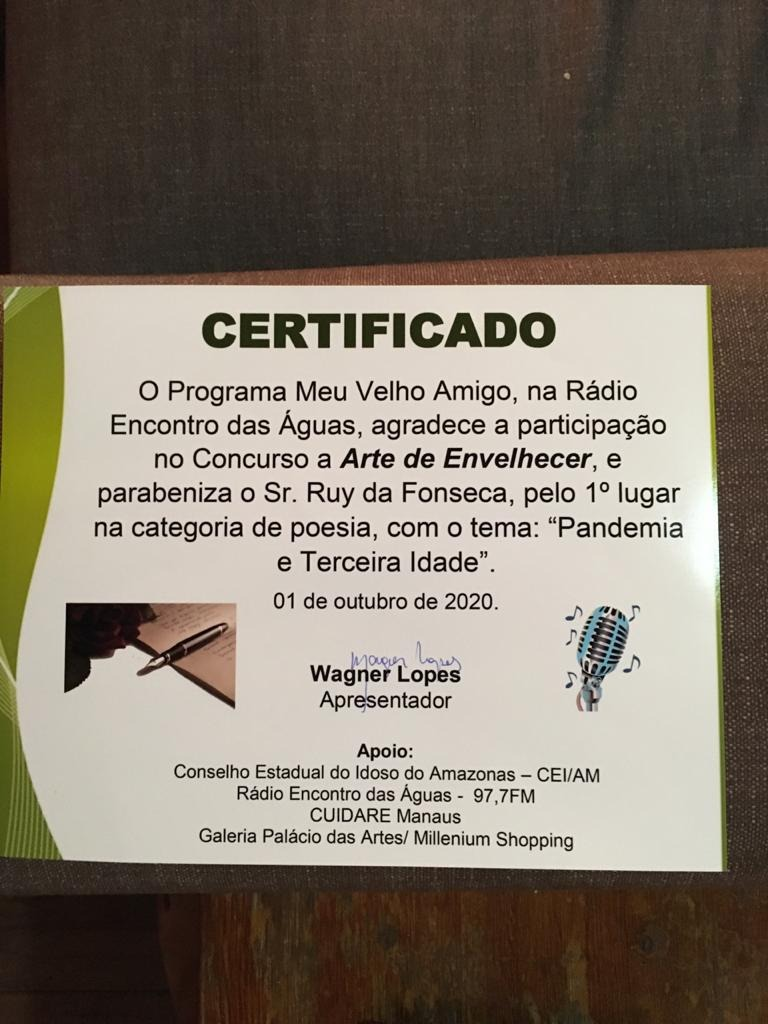 CERTIFICADO
O Programa Meu Velho Amigo, na Rádio
Encontro das Águas, agradece a participação
no Concurso a Arte de Envelhecer, e
parabeniza o Sr. Ruy da Fonseca, pelo 1º lugar
na categoria de poesia, com o tema: “Pandemia
e Terceira Idade”.
01 de outubro de 2020.
Wagner Lopes
Wagner Lopes
Apresentador
Apoio:
Conselho Estadual do Idoso do Amazonas – CEI/AM
Rádio Encontro das Águas - 97,7FM
CUIDARE Manaus
Galeria Palácio das Artes/ Millenium Shopping